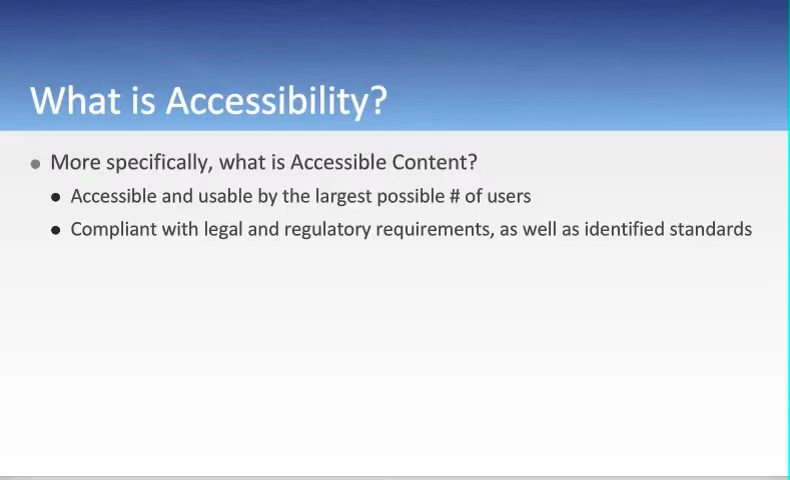 What is Accessibility?
More specifically, what is Accessible Content?
Accessible and usable by the largest possible # of users
Compliant with legal and regulatory requirements, as well as identified standards